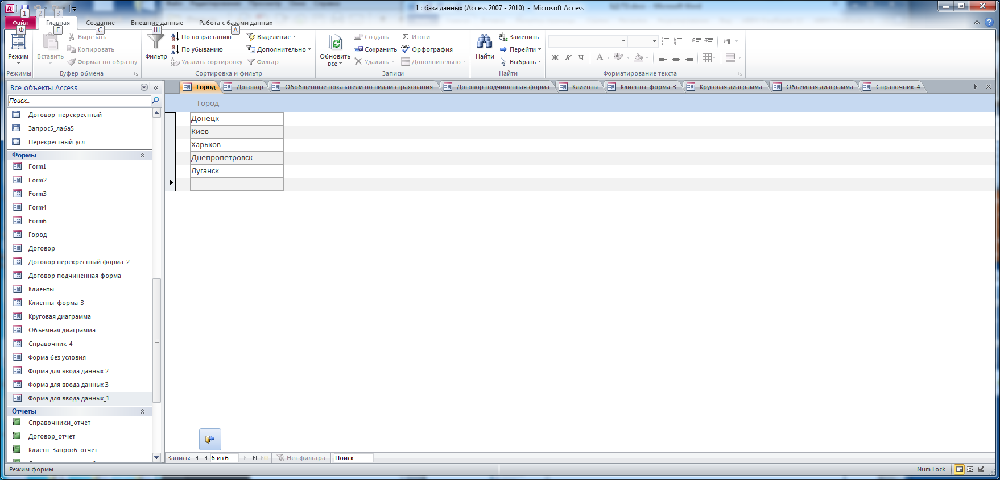 1 : база данных (Access 2007 - 2010) - Microsoft Access
1 2 3
Файл Главная Создание Внешние данные Работа с базами данных
Ф Г С Ш А
Режим
Режимы
Вставить
Вырезать
Копировать
Формат по образцу
Буфер обмена
Фильтр
По возрастанию
По убыванию
Удалить сортировку
Выделение
Дополнительно
Фильтр
Сортировка и фильтр
Обновить
все
Создать
Сохранить
Удалить
Итоги
Орфография
Дополнительно
Записи
Найти
Заменить
Перейти
Выбрать
Найти
Ж К Ч
Форматирование текста
Все объекты Access
Поиск...
Договор_перекрестный
Запрос5_лаба5
Перекрестный_усл
Формы
Form1
Form2
Form3
Form4
Form6
Город
Договор
Договор перекрестный форма_2
Договор подчиненная форма
Клиенты
Клиенты_форма_3
Круговая диаграмма
Объёмная диаграмма
Справочник_4
Форма без условия
Форма для ввода данных 2
Форма для ввода данных 3
Форма для ввода данных_1
Отчеты
Справочники_отчет
Договор_отчет
Клиент_Запрос6_отчет
Город Договор Обобщенные показатели по видам страхования Договор подчиненная форма Клиенты Клиенты_форма_3 Круговая диаграмма Объёмная диаграмма Справочник_4
Город
Донецк
Киев
Харьков
Днепропетровск
Луганск
Запись: 6 из 6 Нет фильтра Поиск
Режим формы Num Lock